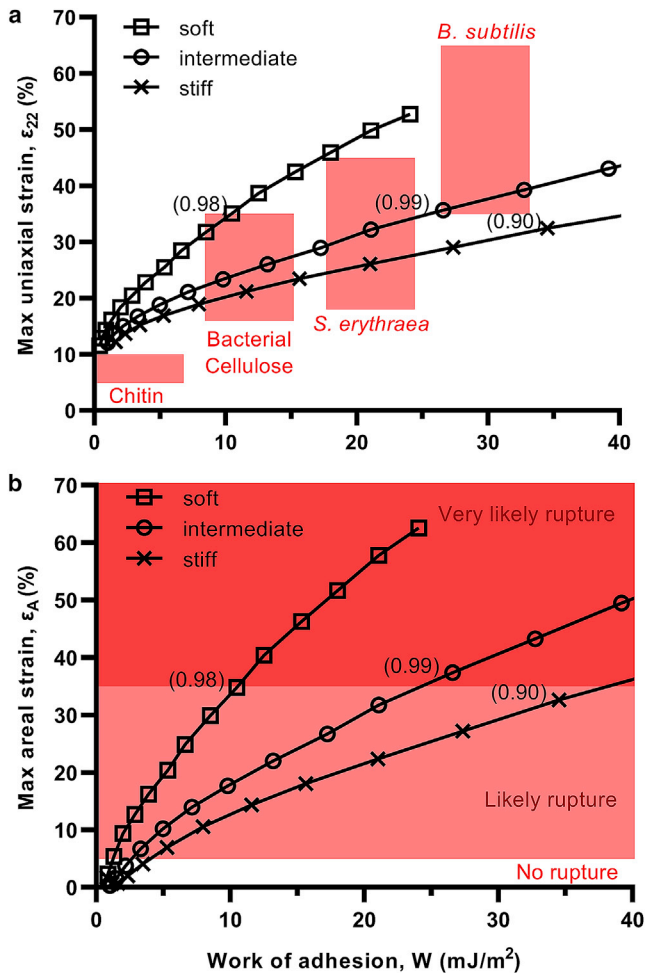 a
Max uniaxial strain, ε22 (%)
70
60
50
40
30
20
10
0
soft
intermediate
stiff
B. subtilis
(0.98)
(0.99)
(0.90)
S. erythraea
Bacterial
Cellulose
Chitin
0
10
20
30
40
b
Max areal strain, εA (%)
70
60
50
40
30
20
10
0
soft
intermediate
stiff
Very likely rupture
(0.98)
(0.99)
(0.90)
Likely rupture
No rupture
0
10
20
30
40
Work of adhesion, W (mJ/m²)